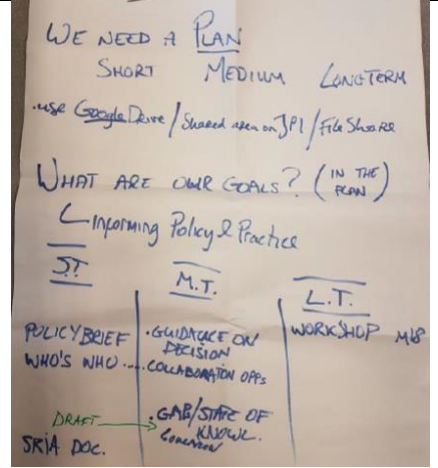 WE NEED A PLAN
SHORT MEDIUM LONGTERM
·use Google Drive / Shared area on JPI / File Share
WHAT ARE OUR GOALS? (IN THE PLAN)
Informing Policy & Practice
ST M.T. L.T.
POLICY BRIEF
WHO'S WHO ....
SRIA DOC.
·GUIDANCE ON
DECISION
COLLABORATION OPPs
DRAFT
·GAP/STATE OF
KNOWL.
WORKSHOP M18